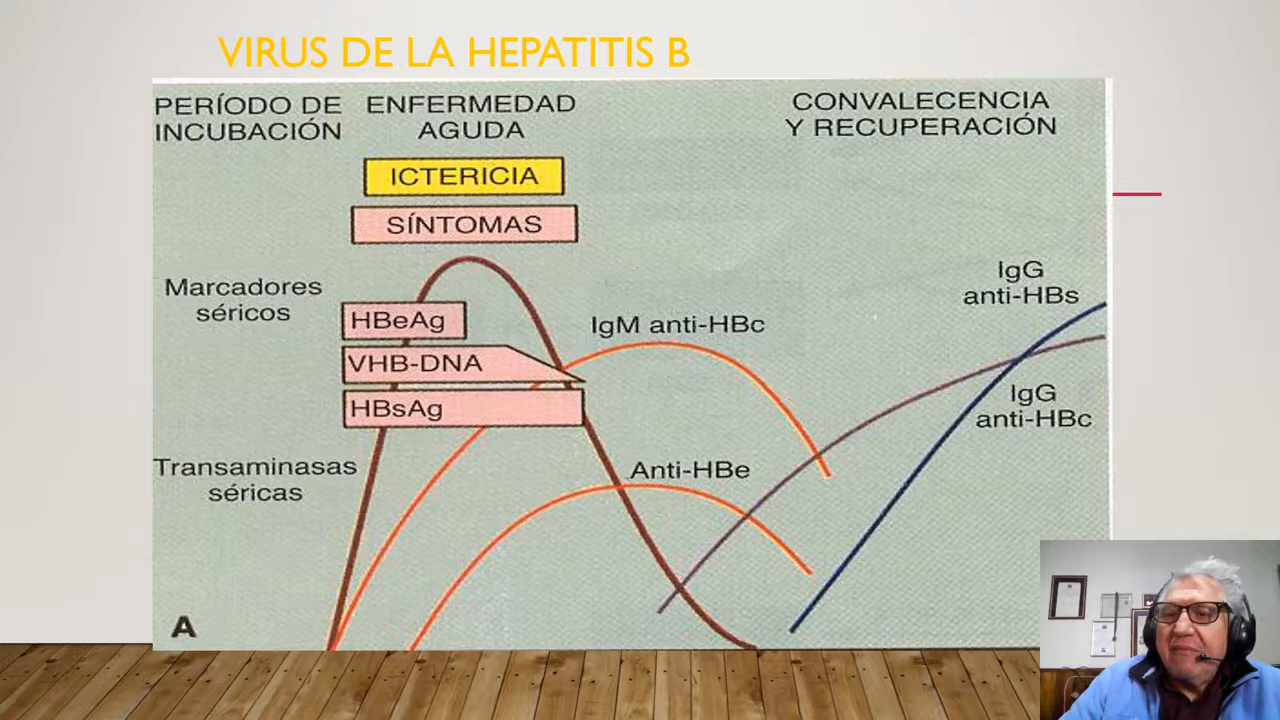 VIRUS DE LA HEPATITIS B
PERÍODO DE
INCUBACIÓN
ENFERMEDAD
AGUDA
CONVALECENCIA
Y RECUPERACIÓN
ICTERICIA
SÍNTOMAS
Marcadores
séricos
HBeAg
VHB-DNA
HBsAg
IgM anti-HBc
IgG
anti-HBs
IgG
anti-HBc
Transaminasas
séricas
Anti-HBe
A